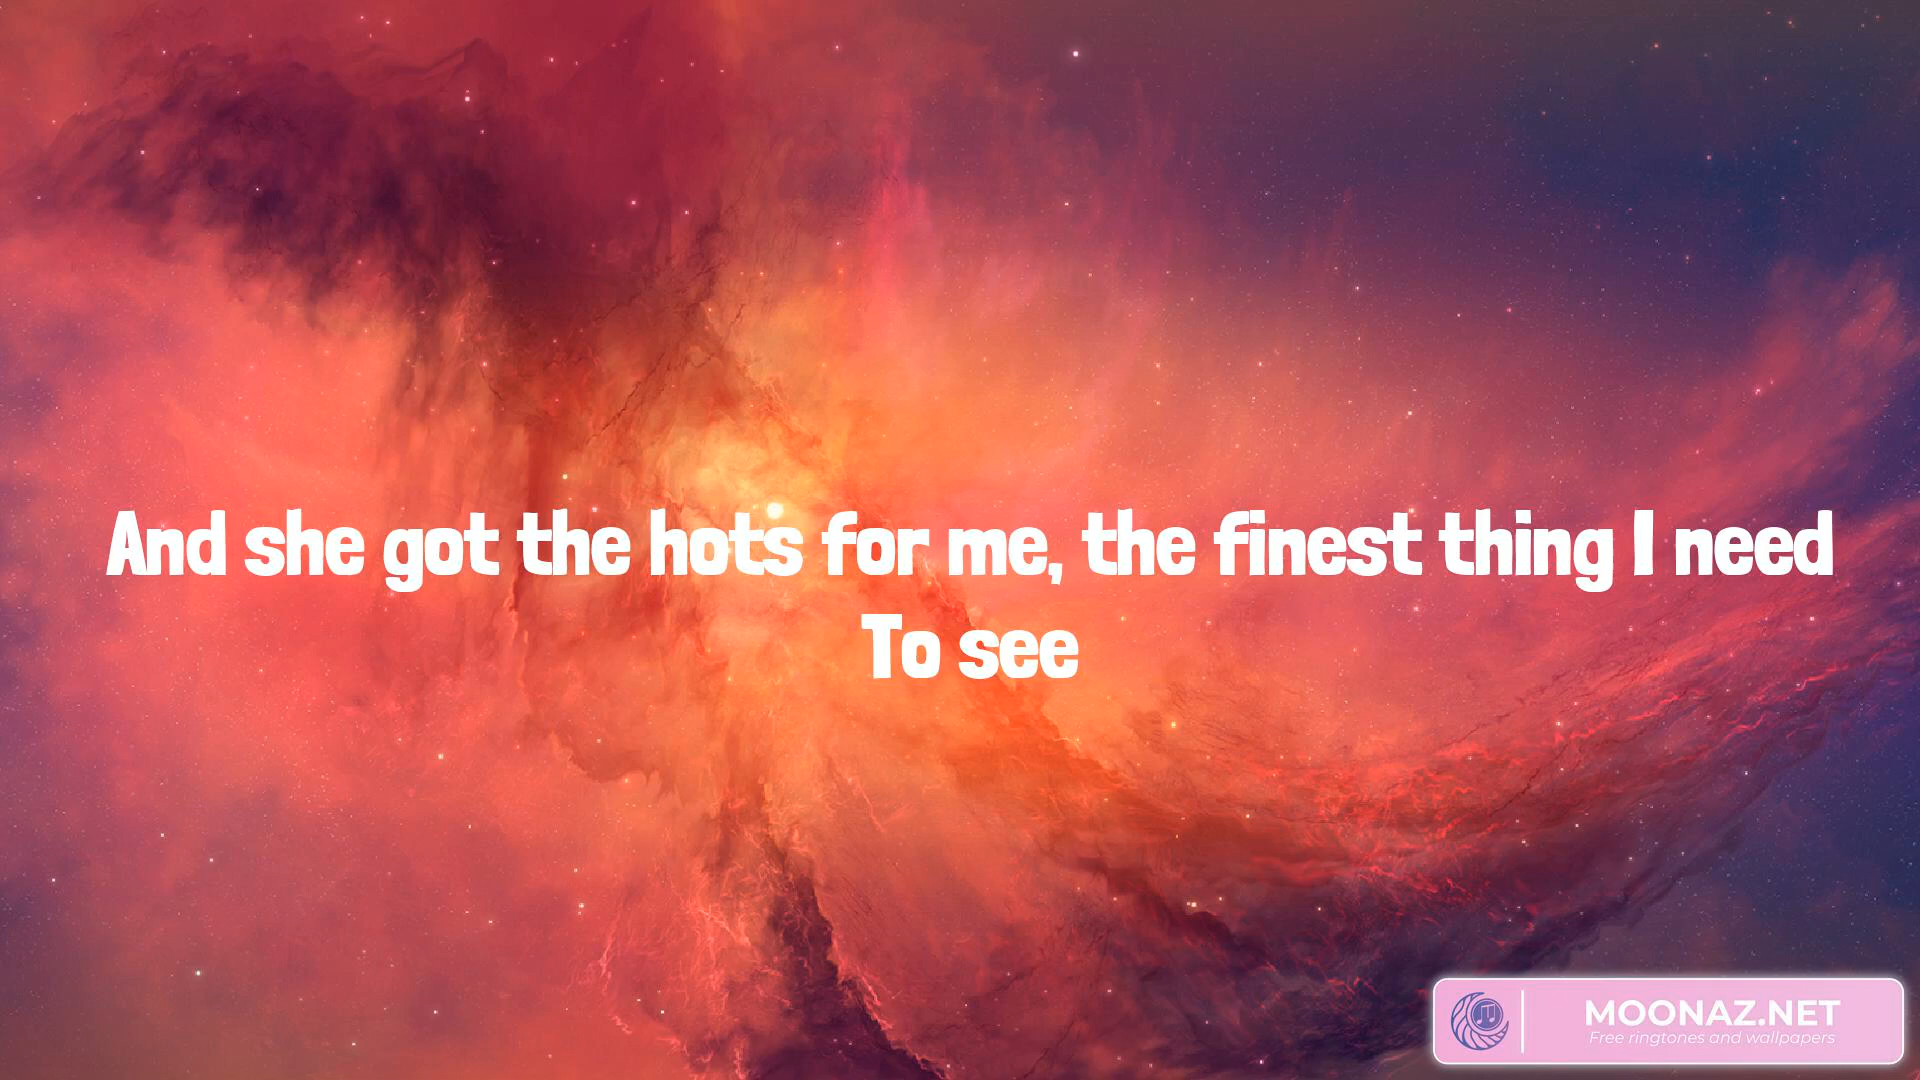 And she got the hots for me, the finest thing I need
To see
MOONAZ.NET
Free ringtones and wallpapers